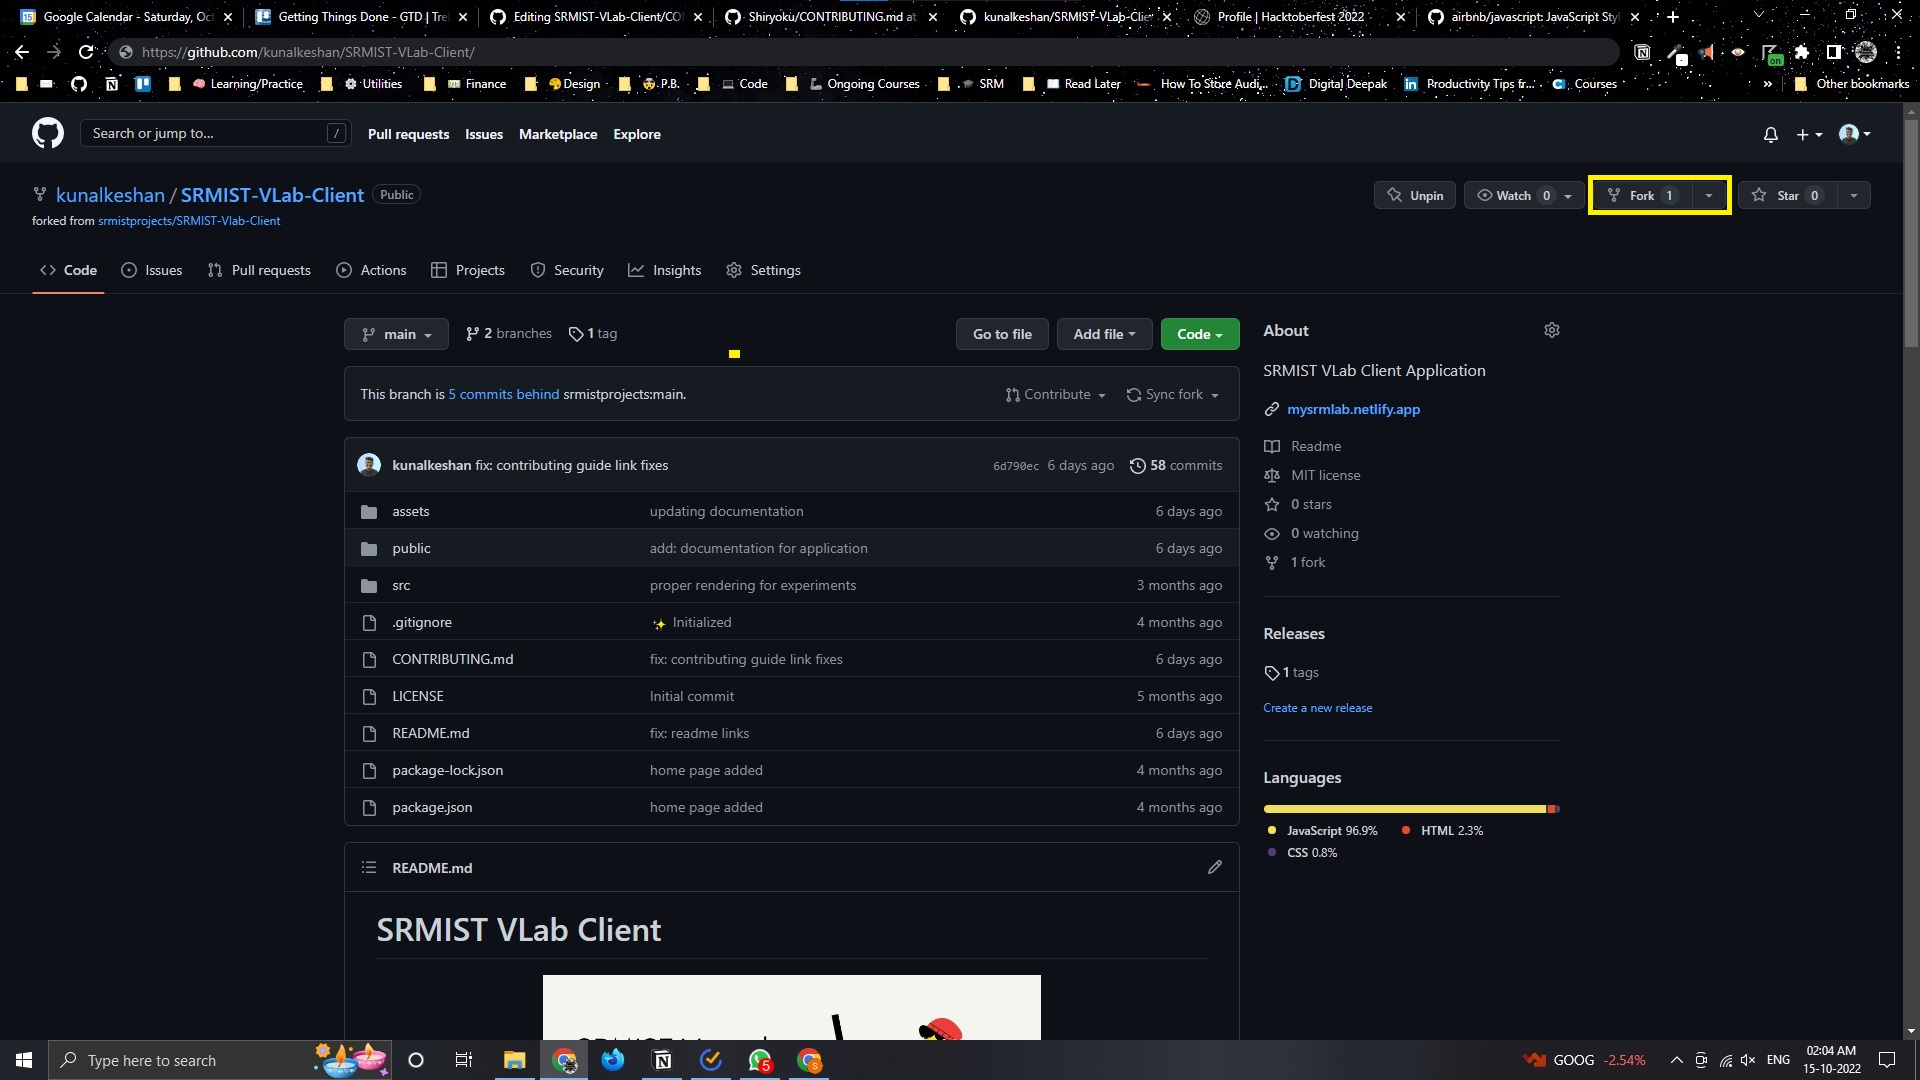 Google Calendar - Saturday, Oc
Getting Things Done - GTD | Trel
Editing SRMIST-VLab-Client/CO
Shiryoku/CONTRIBUTING.md at
kunalkeshan/SRMIST-VLab-Clie
Profile | Hacktoberfest 2022
airbnb/javascript: JavaScript Styl
https://github.com/kunalkeshan/SRMIST-VLab-Client/
on
Learning/Practice
Utilities
Finance
Design
P.B.
Code
Ongoing Courses
SRM
Read Later
How To Store Audi...
Digital Deepak
Productivity Tips fr...
Courses
»
Other bookmarks
Search or jump to...
/
Pull requests
Issues
Marketplace
Explore
kunalkeshan / SRMIST-VLab-Client
Public
Unpin
Watch 0
Fork 1
Star 0
forked from srmistprojects/SRMIST-Vlab-Client
Code
Issues
Pull requests
Actions
Projects
Security
Insights
Settings
main
2 branches
1 tag
Go to file
Add file
Code
About
SRMIST VLab Client Application
This branch is 5 commits behind srmistprojects:main.
Contribute
Sync fork
mysrmlab.netlify.app
Readme
kunalkeshan fix: contributing guide link fixes
6d790ec 6 days ago
58 commits
MIT license
0 stars
assets updating documentation 6 days ago
0 watching
public add: documentation for application 6 days ago
1 fork
src proper rendering for experiments 3 months ago
.gitignore ✨ Initialized 4 months ago
Releases
CONTRIBUTING.md fix: contributing guide link fixes 6 days ago
1 tags
LICENSE Initial commit 5 months ago
Create a new release
README.md fix: readme links 6 days ago
package-lock.json home page added 4 months ago
Languages
package.json home page added 4 months ago
JavaScript 96.9%
HTML 2.3%
CSS 0.8%
README.md
SRMIST VLab Client
Type here to search
5
GOOG -2.54%
ENG
02:04 AM
15-10-2022